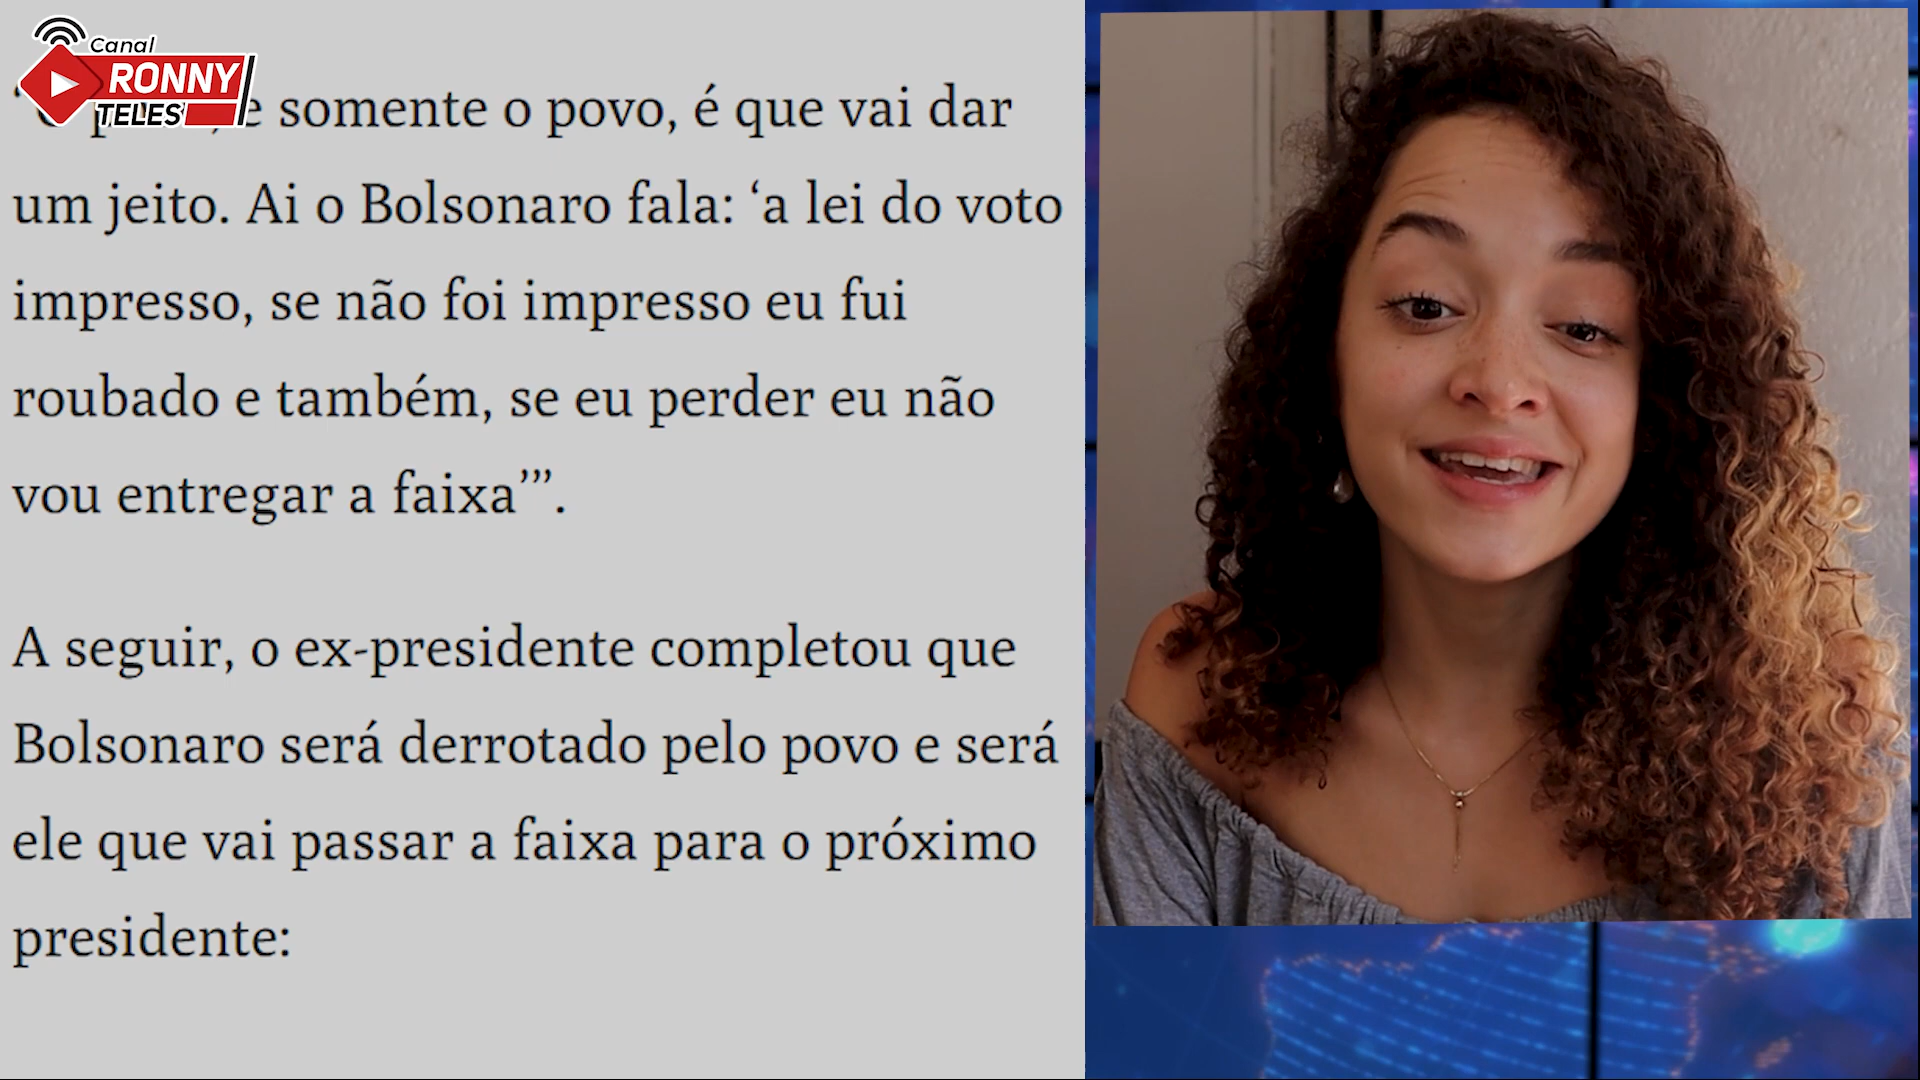 Canal
RONNY
TELES
e somente o povo, é que vai dar
um jeito. Ai o Bolsonaro fala: ‘a lei do voto
impresso, se não foi impresso eu fui
roubado e também, se eu perder eu não
vou entregar a faixa’”.
A seguir, o ex-presidente completou que
Bolsonaro será derrotado pelo povo e será
ele que vai passar a faixa para o próximo
presidente: